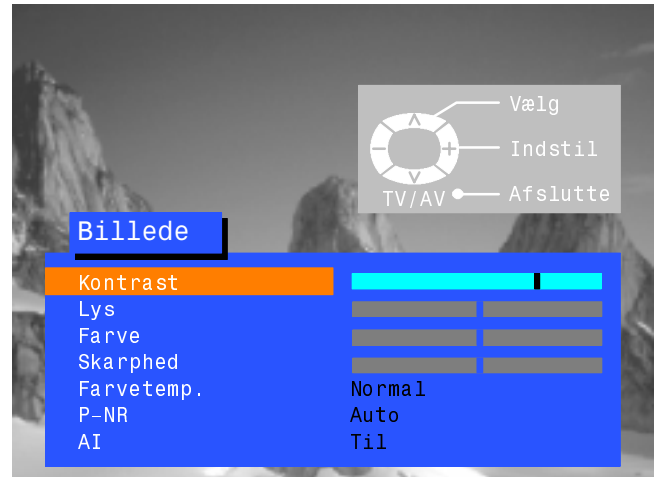 Vælg
Indstil
TV/AV Afslutte
Billede
Kontrast
Lys
Farve
Skarphed
Farvetemp. Normal
P-NR Auto
AI Til